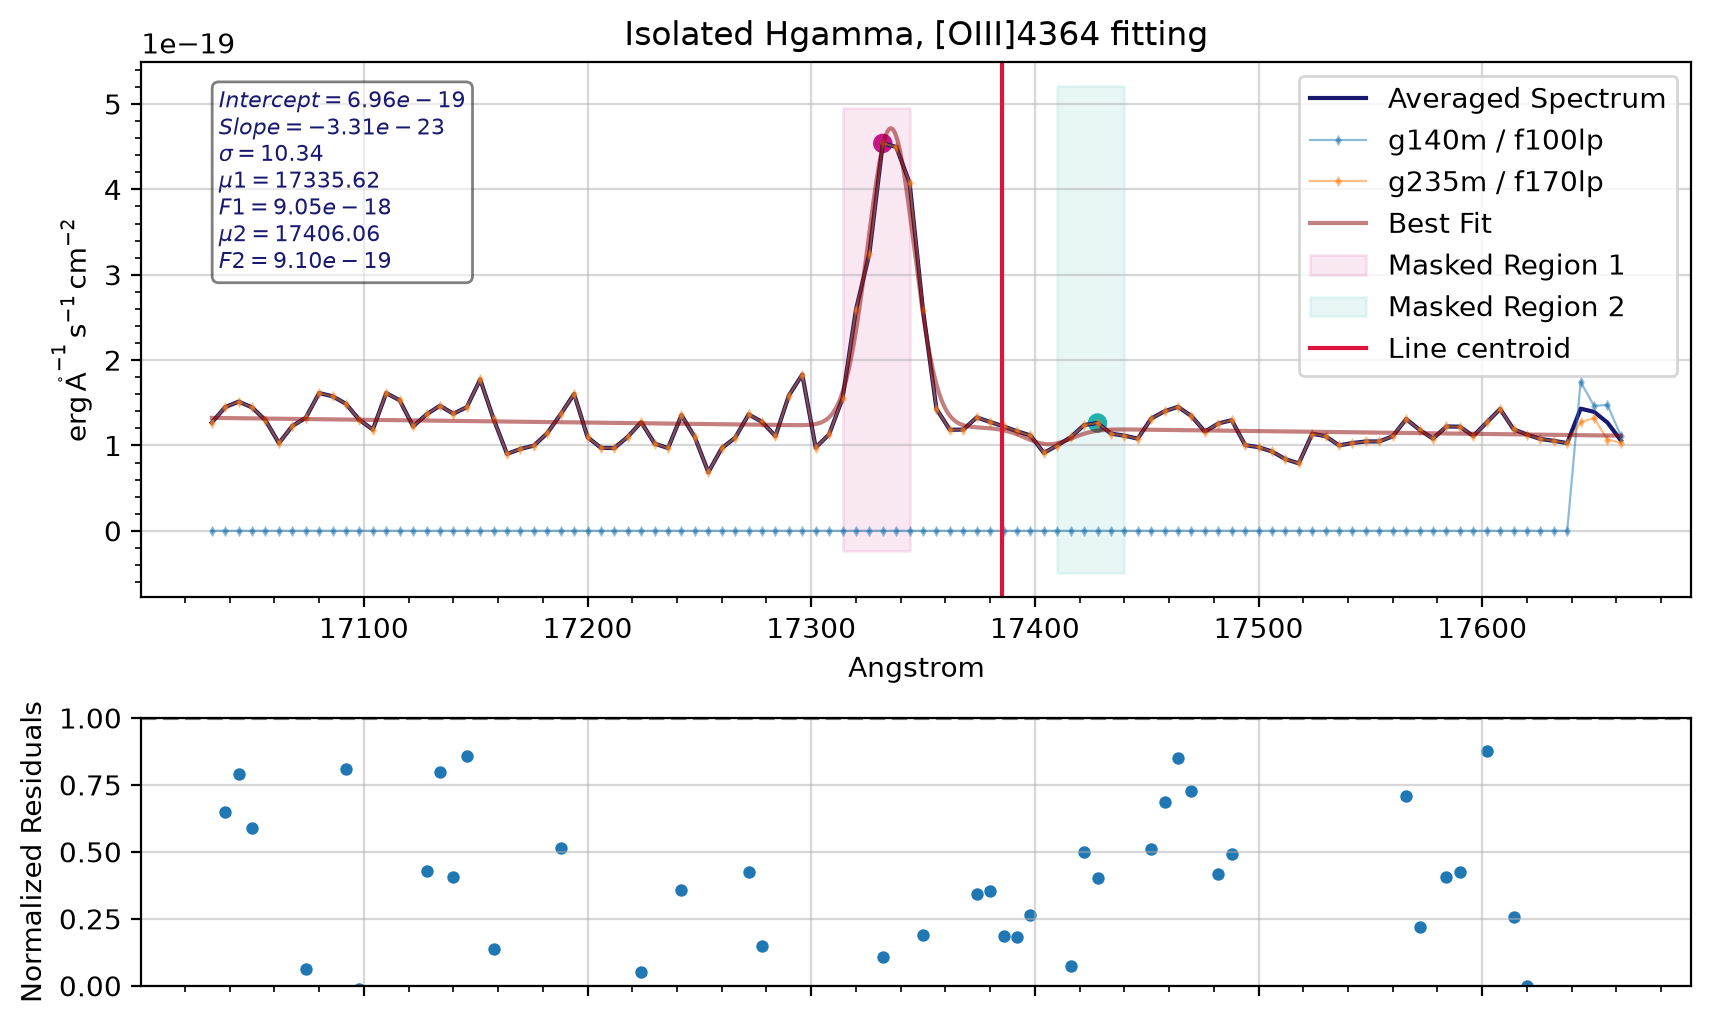 Isolated Hgamma, [OIII]4364 fitting
1e−19
Intercept = 6.96e − 19
Slope = −3.31e − 23
σ = 10.34
μ1 = 17335.62
F1 = 9.05e − 18
μ2 = 17406.06
F2 = 9.10e − 19
Averaged Spectrum
g140m / f100lp
g235m / f170lp
Best Fit
Masked Region 1
Masked Region 2
Line centroid
erg Å⁻¹ s⁻¹ cm⁻²
5
4
3
2
1
0
17100 17200 17300 17400 17500 17600
Angstrom
Normalized Residuals
1.00
0.75
0.50
0.25
0.00